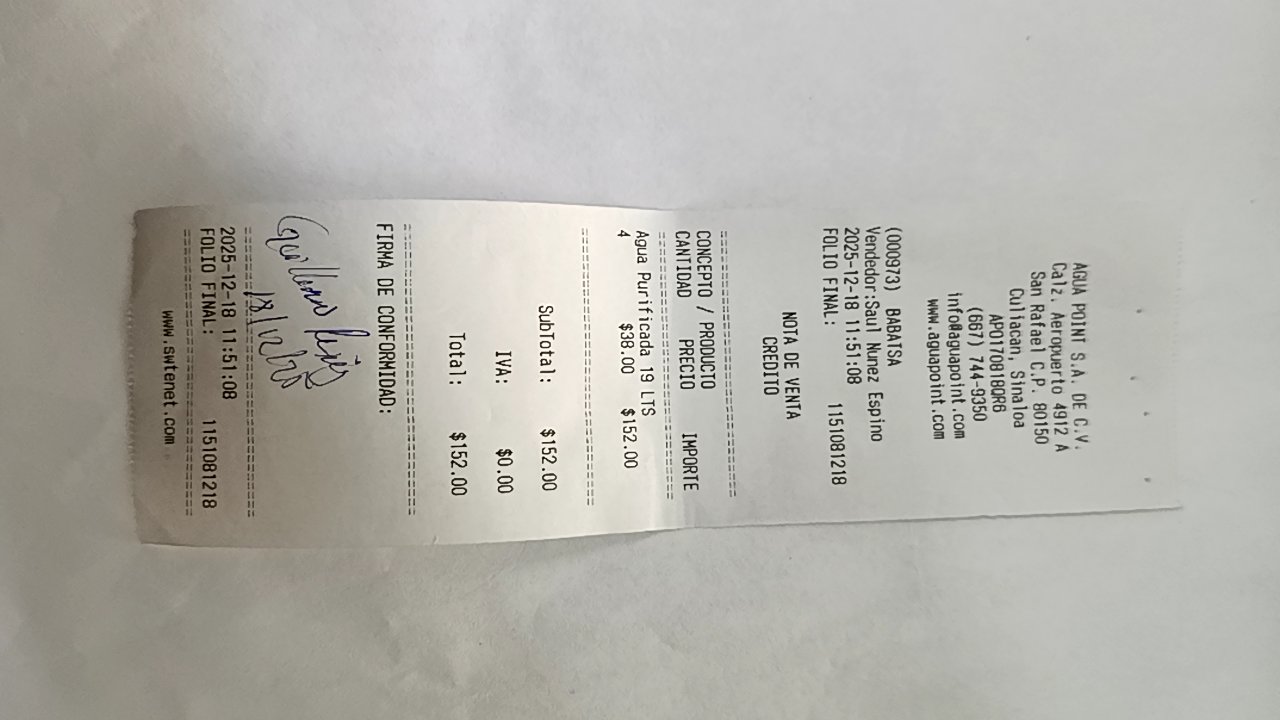 AGUA POINT S.A. DE C.V.
Calz. Aeropuerto 4912 A
San Rafael C.P. 80150
Culiacan, Sinaloa
APO170818QR6
(667) 744-9350
info@aguapoint.com
www.aguapoint.com
(000973) BABATSA
Vendedor:Saul Nunez Espino
2025-12-18 11:51:08
FOLIO FINAL: 1151081218
NOTA DE VENTA
CREDITO
CONCEPTO / PRODUCTO
CANTIDAD PRECIO IMPORTE
Agua Purificada 19 LTS
4 $38.00 $152.00
SubTotal: $152.00
IVA: $0.00
Total: $152.00
FIRMA DE CONFORMIDAD:
Guillermo
18/12/
2025-12-18 11:51:08
FOLIO FINAL: 1151081218
www.swtenet.com